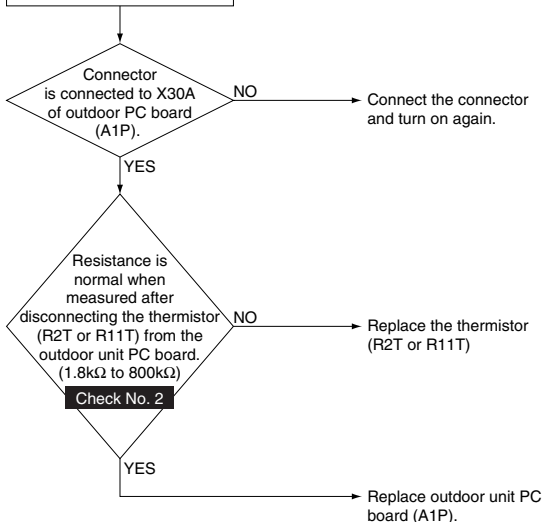 Connector
is connected to X30A
of outdoor PC board
(A1P).
NO
Connect the connector
and turn on again.
YES
Resistance is
normal when
measured after
disconnecting the thermistor
(R2T or R11T) from the
outdoor unit PC board.
(1.8kΩ to 800kΩ)
Check No. 2
NO
Replace the thermistor
(R2T or R11T)
YES
Replace outdoor unit PC
board (A1P).